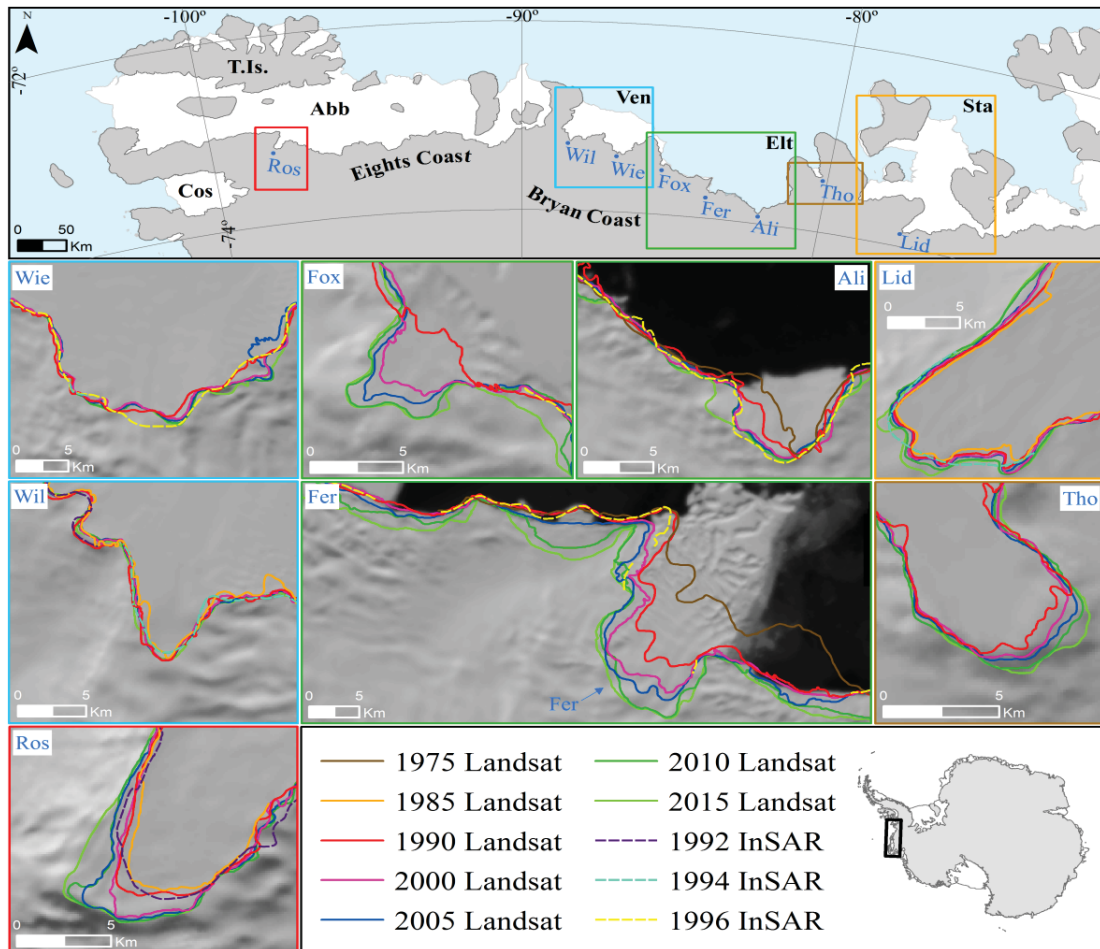 -100º
-90º
-80º
-72º
T.Is.
Abb
Ven
Sta
Elt
Ros
Eights Coast
Wil
Wie
Fox
Tho
Cos
Fer
Bryan Coast
Ali
Lid
-74º
0 50
Km
Wie
0 5
Km
Fox
0 5
Km
Ali
0 5
Km
Lid
0 5
Km
Wil
0 5
Km
Fer
Fer
0 5
Km
Tho
0 5
Km
Ros
0 5
Km
1975 Landsat
2010 Landsat
1985 Landsat
2015 Landsat
1990 Landsat
1992 InSAR
2000 Landsat
1994 InSAR
2005 Landsat
1996 InSAR